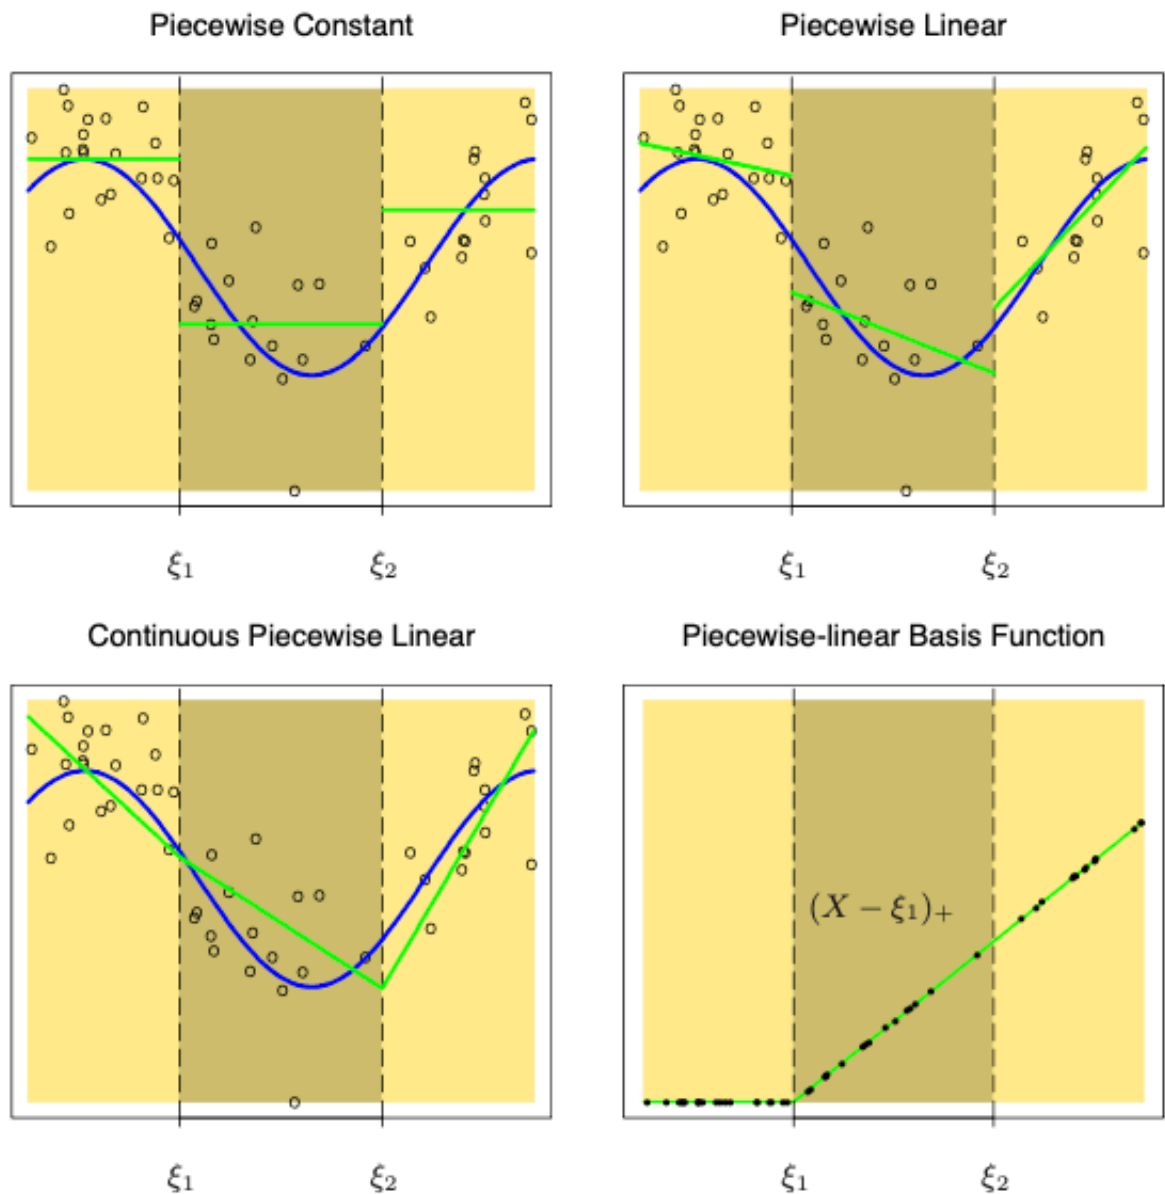 Piecewise Constant
Piecewise Linear
ξ₁ ξ₂
ξ₁ ξ₂
Continuous Piecewise Linear
Piecewise-linear Basis Function
(X − ξ₁)₊
ξ₁ ξ₂
ξ₁ ξ₂